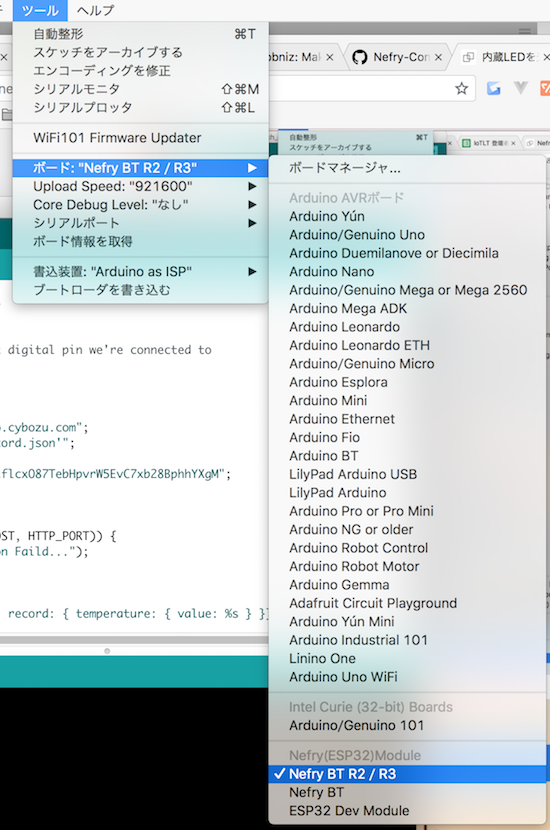 ツール ヘルプ
自動整形 ⌘T
スケッチをアーカイブする
エンコーディングを修正
シリアルモニタ ⇧⌘M
シリアルプロッタ ⇧⌘L
WiFi101 Firmware Updater
ボード: "Nefry BT R2 / R3"
Upload Speed: "921600"
Core Debug Level: "なし"
シリアルポート
ボード情報を取得
書込装置: "Arduino as ISP"
ブートローダを書き込む
obniz: Mak
Nefry-Con
内蔵LEDを
自動整形 ⌘T
スケッチをアーカイブする
IoTLT 登壇
Nefr
ボードマネージャ...
Arduino AVRボード
Arduino Yún
Arduino/Genuino Uno
Arduino Duemilanove or Diecimila
Arduino Nano
Arduino/Genuino Mega or Mega 2560
Arduino Mega ADK
Arduino Leonardo
Arduino Leonardo ETH
Arduino/Genuino Micro
Arduino Esplora
Arduino Mini
Arduino Ethernet
Arduino Fio
Arduino BT
LilyPad Arduino USB
LilyPad Arduino
Arduino Pro or Pro Mini
Arduino NG or older
Arduino Robot Control
Arduino Robot Motor
Arduino Gemma
Adafruit Circuit Playground
Arduino Yún Mini
Arduino Industrial 101
Linino One
Arduino Uno WiFi
Intel Curie (32-bit) Boards
Arduino/Genuino 101
Nefry(ESP32)Module
✓ Nefry BT R2 / R3
Nefry BT
ESP32 Dev Module
digital pin we're connected to
.cybozu.com";
cord.json'";
flcxO87TebHpvrW5EvC7xb28BphhYXgM";
OST, HTTP_PORT)) {
on Faild...");
record: { temperature: { value: %s } }